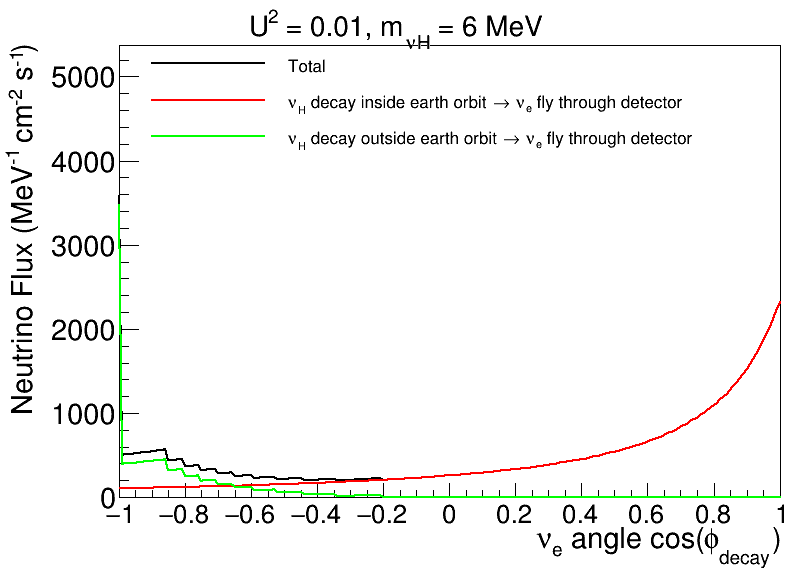 U² = 0.01, m_νH = 6 MeV
Neutrino Flux (MeV⁻¹ cm⁻² s⁻¹)
Total
ν_H decay inside earth orbit → ν_e fly through detector
ν_H decay outside earth orbit → ν_e fly through detector
5000
4000
3000
2000
1000
0
−1 −0.8 −0.6 −0.4 −0.2 0 0.2 0.4 0.6 0.8 1
ν_e angle cos(ϕ_decay)